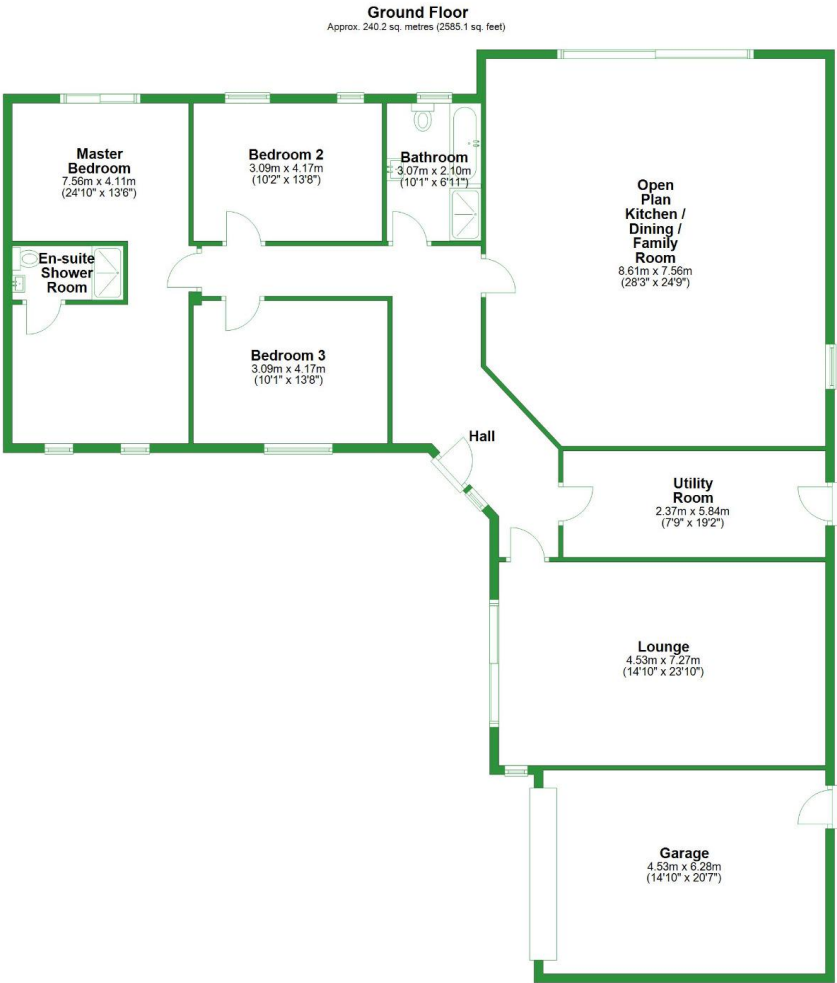 Ground Floor
Approx. 240.2 sq. metres (2585.1 sq. feet)
Master
Bedroom
7.56m x 4.11m
(24'10" x 13'6")
Bedroom 2
3.09m x 4.17m
(10'2" x 13'8")
Bathroom
3.07m x 2.10m
(10'1" x 6'11")
Open
Plan
Kitchen /
Dining /
Family
Room
8.61m x 7.56m
(28'3" x 24'9")
En-suite
Shower
Room
Bedroom 3
3.09m x 4.17m
(10'1" x 13'8")
Hall
Utility
Room
2.37m x 5.84m
(7'9" x 19'2")
Lounge
4.53m x 7.27m
(14'10" x 23'10")
Garage
4.53m x 6.28m
(14'10" x 20'7")